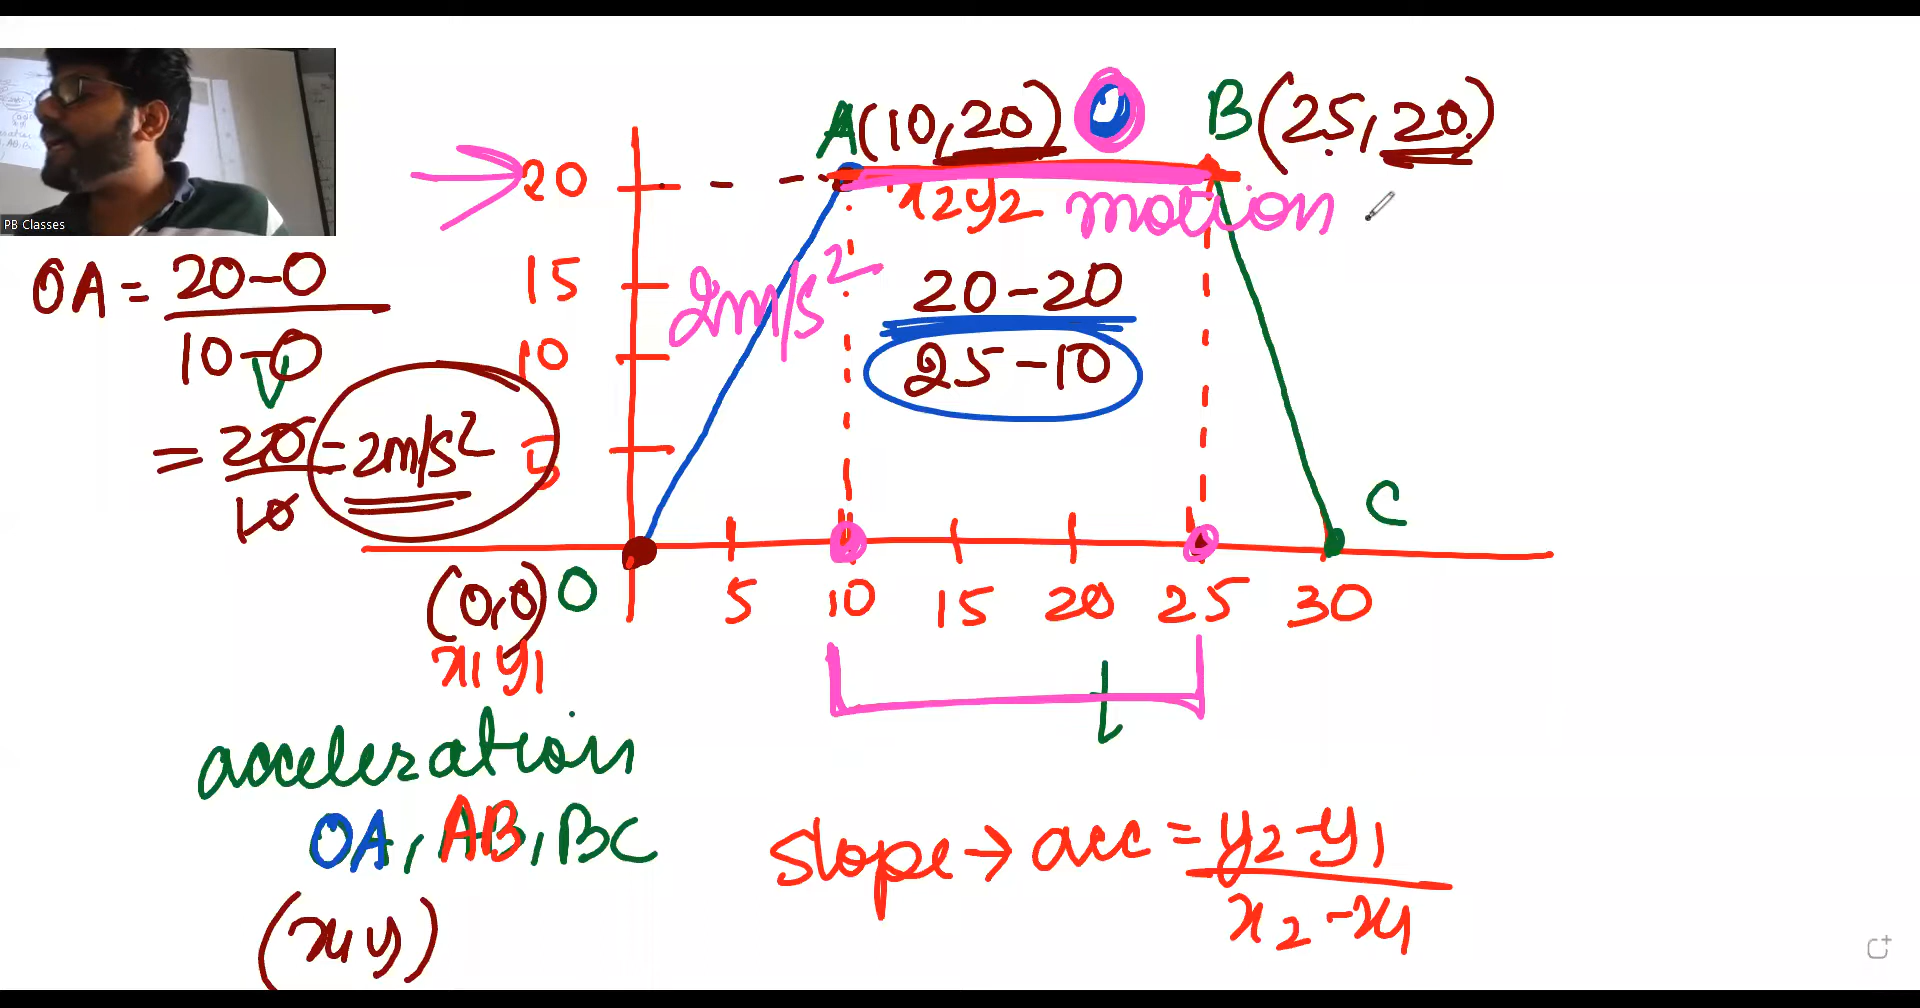 A(10,20) 0 B(25,20)
20
x2y2 motion
PB Classes
OA = 20-0
10-0
15
2m/s2
20-20
25-10
10
= 20 = 2m/s2
10
5
C
(0,0) O
x1 y1
5 10 15 20 25 30
t
acceleration
OA, AB, BC
(x1y)
slope → acc = y2-y1
x2-x1